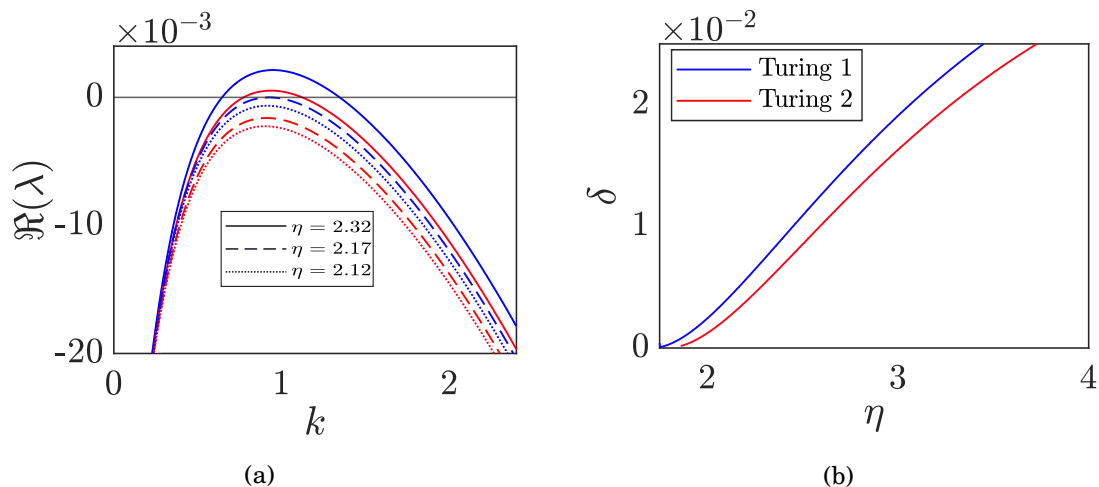 ×10⁻³
0
-10
-20
ℜ(λ)
η = 2.32
η = 2.17
η = 2.12
0
1
2
k
(a)
×10⁻²
2
1
0
δ
Turing 1
Turing 2
2
3
4
η
(b)